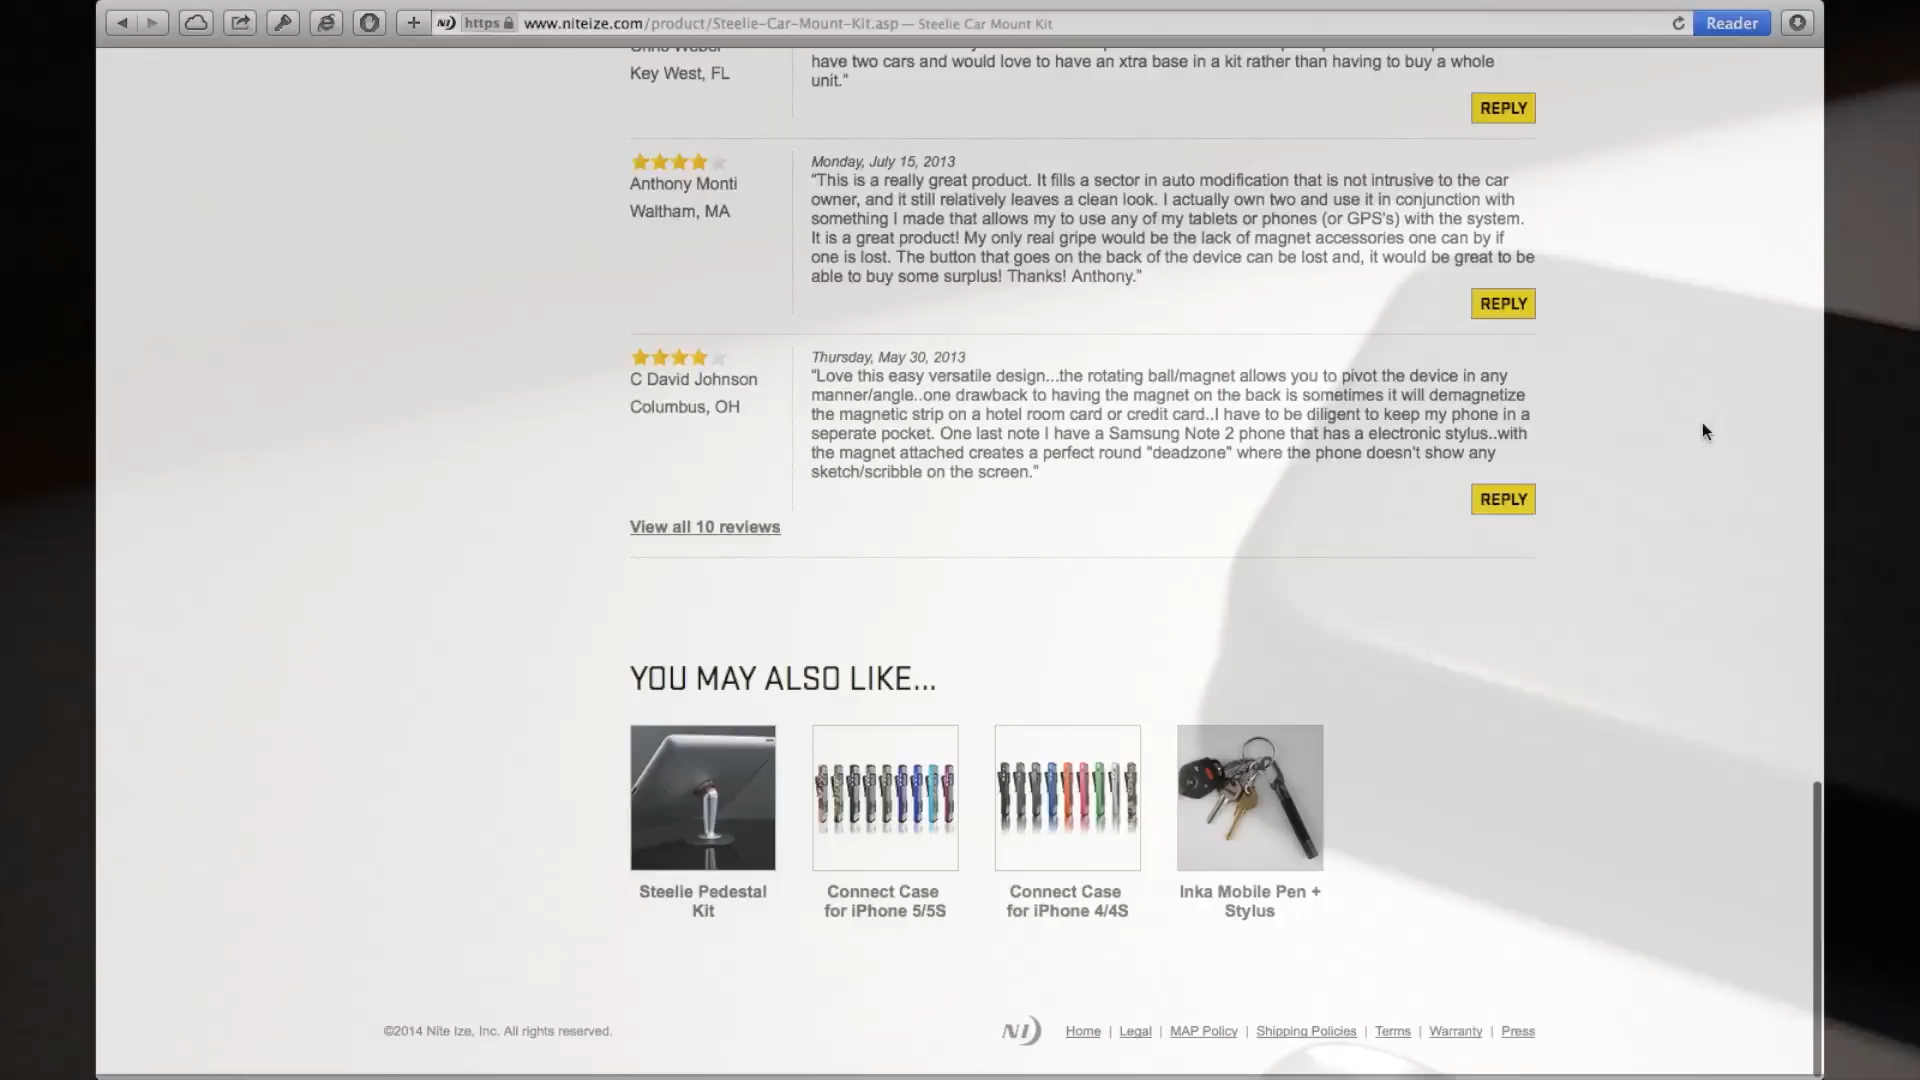 https www.niteize.com/product/Steelie-Car-Mount-Kit.asp — Steelie Car Mount Kit
Reader
Key West, FL
have two cars and would love to have an xtra base in a kit rather than having to buy a whole
unit."
REPLY
Monday, July 15, 2013
Anthony Monti
Waltham, MA
"This is a really great product. It fills a sector in auto modification that is not intrusive to the car
owner, and it still relatively leaves a clean look. I actually own two and use it in conjunction with
something I made that allows my to use any of my tablets or phones (or GPS's) with the system.
It is a great product! My only real gripe would be the lack of magnet accessories one can by if
one is lost. The button that goes on the back of the device can be lost and, it would be great to be
able to buy some surplus! Thanks! Anthony."
REPLY
Thursday, May 30, 2013
C David Johnson
Columbus, OH
"Love this easy versatile design...the rotating ball/magnet allows you to pivot the device in any
manner/angle..one drawback to having the magnet on the back is sometimes it will demagnetize
the magnetic strip on a hotel room card or credit card..I have to be diligent to keep my phone in a
seperate pocket. One last note I have a Samsung Note 2 phone that has a electronic stylus..with
the magnet attached creates a perfect round "deadzone" where the phone doesn't show any
sketch/scribble on the screen."
REPLY
View all 10 reviews
YOU MAY ALSO LIKE...
Steelie Pedestal
Kit
Connect Case
for iPhone 5/5S
Connect Case
for iPhone 4/4S
Inka Mobile Pen +
Stylus
©2014 Nite Ize, Inc. All rights reserved.
NI
Home | Legal | MAP Policy | Shipping Policies | Terms | Warranty | Press